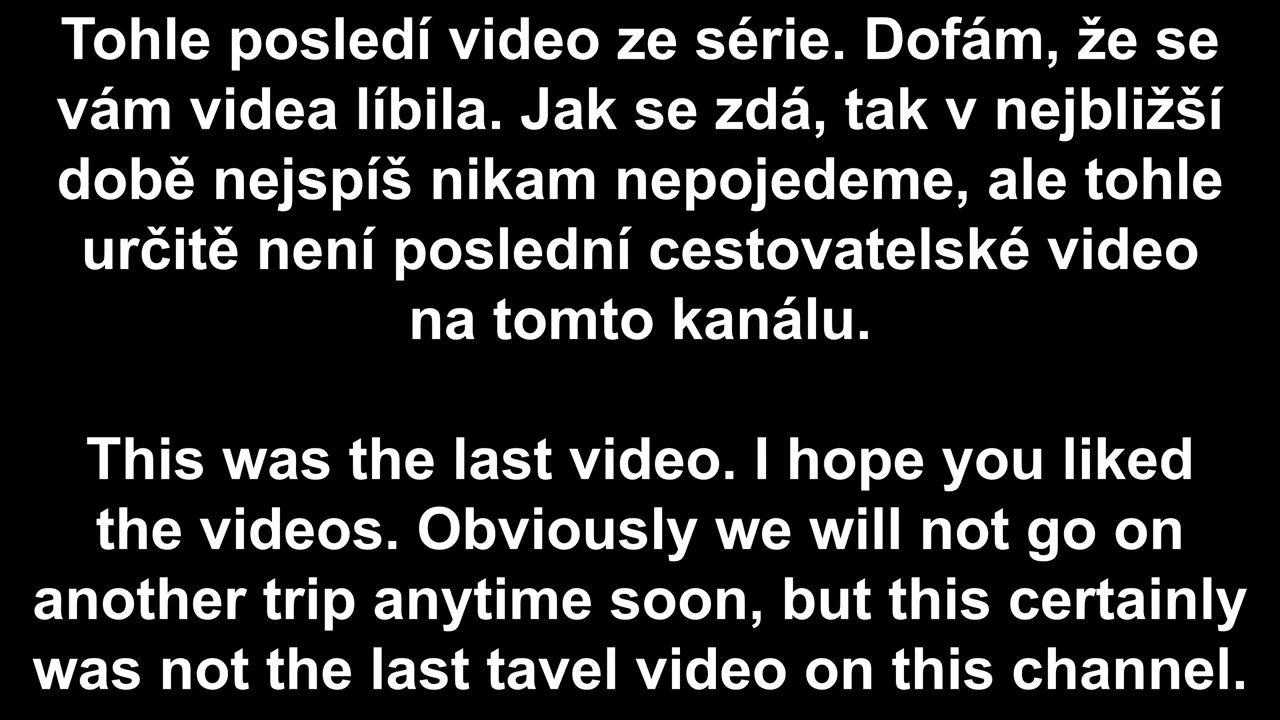 Tohle posledí video ze série. Dofám, že se
vám videa líbila. Jak se zdá, tak v nejbližší
době nejspíš nikam nepojedeme, ale tohle
určitě není poslední cestovatelské video
na tomto kanálu.
This was the last video. I hope you liked
the videos. Obviously we will not go on
another trip anytime soon, but this certainly
was not the last tavel video on this channel.